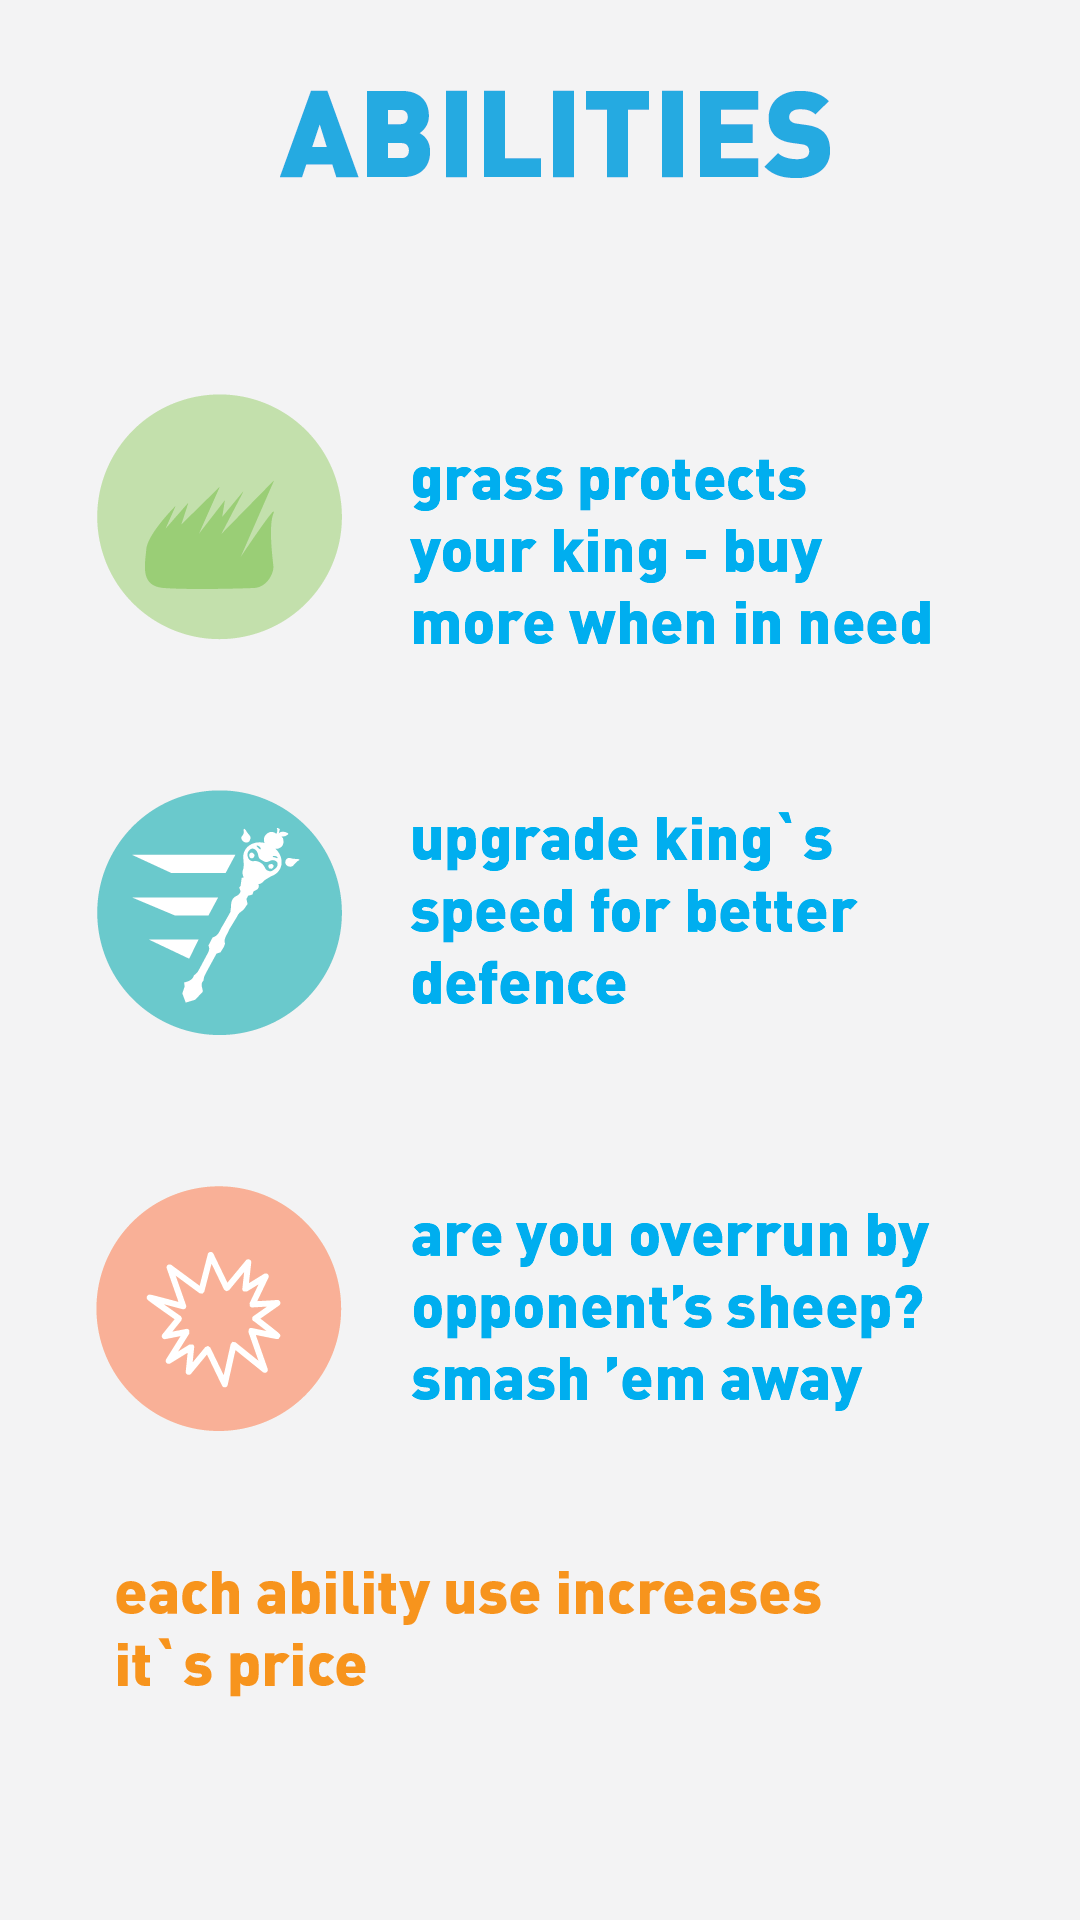 ABILITIES
grass protects
your king - buy
more when in need
upgrade king`s
speed for better
defence
are you overrun by
opponent’s sheep?
smash ’em away
each ability use increases
it`s price